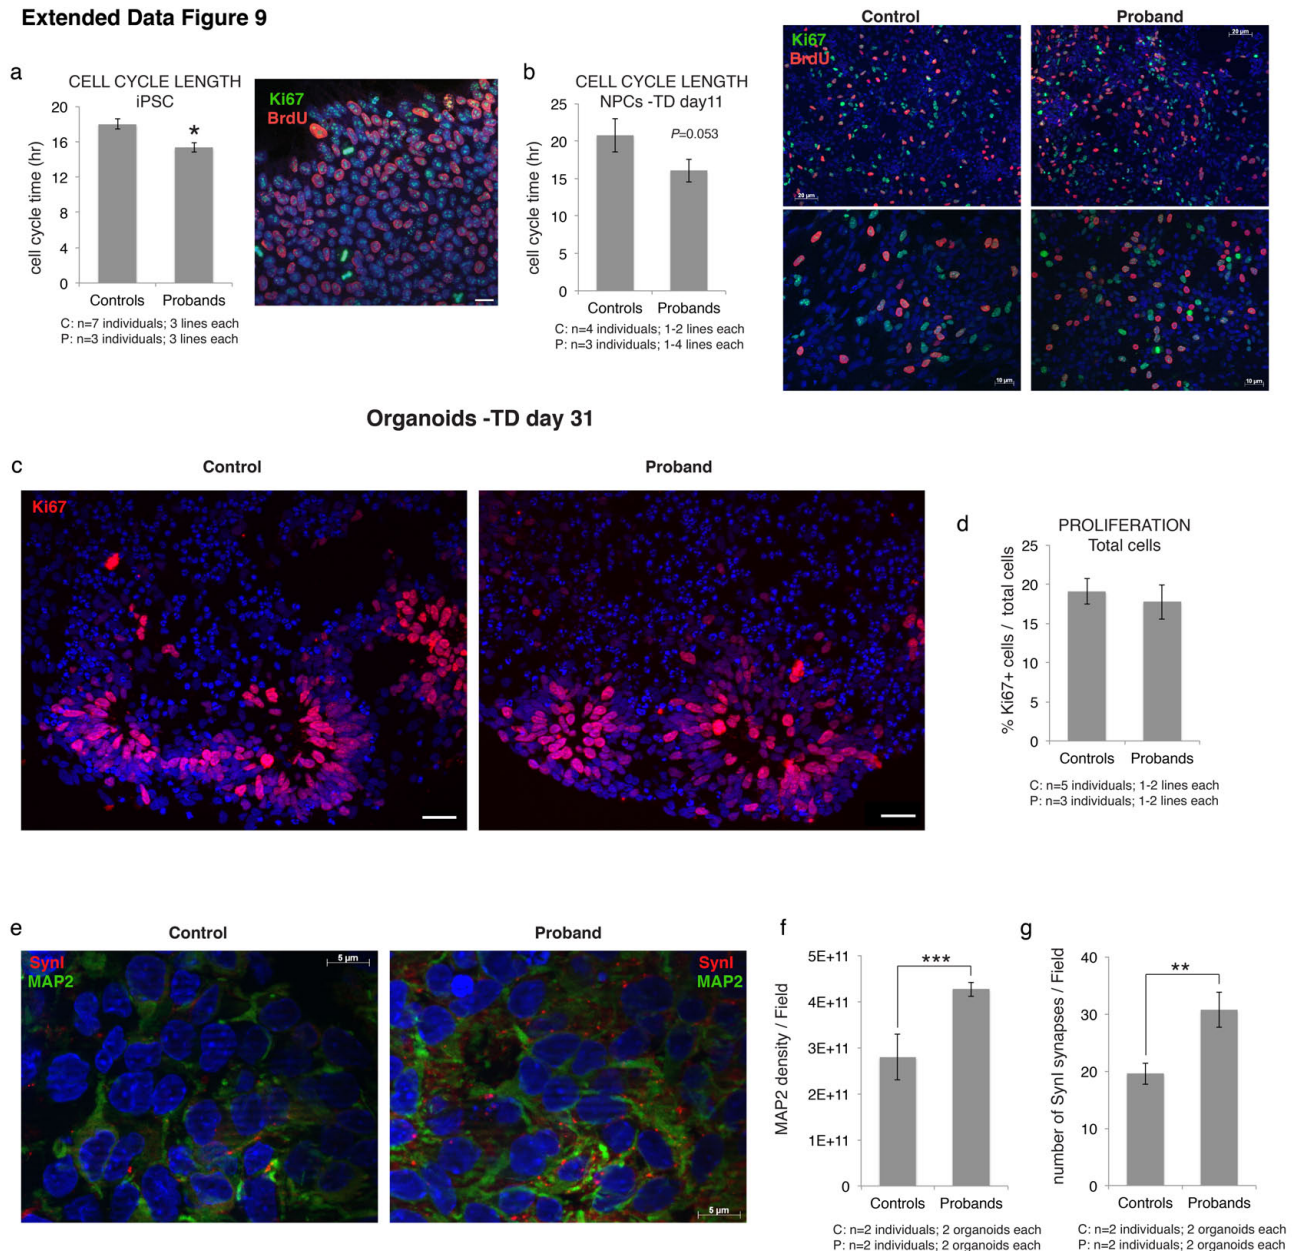 Extended Data Figure 9
a
CELL CYCLE LENGTH
iPSC
cell cycle time (hr)
20
16
12
8
4
0
*
Controls
Probands
C: n=7 individuals; 3 lines each
P: n=3 individuals; 3 lines each
Ki67
BrdU
b
CELL CYCLE LENGTH
NPCs -TD day11
cell cycle time (hr)
25
20
15
10
5
0
P=0.053
Controls
Probands
C: n=4 individuals; 1-2 lines each
P: n=3 individuals; 1-4 lines each
Control
Proband
Ki67
BrdU
20 µm
20 µm
10 µm
10 µm
Organoids -TD day 31
c
Control
Proband
Ki67
d
PROLIFERATION
Total cells
% Ki67+ cells / total cells
25
20
15
10
5
0
Controls
Probands
C: n=5 individuals; 1-2 lines each
P: n=3 individuals; 1-2 lines each
e
Control
Proband
SynI
MAP2
5 µm
SynI
MAP2
5 µm
f
MAP2 density / Field
5E+11
4E+11
3E+11
2E+11
1E+11
0
***
Controls
Probands
C: n=2 individuals; 2 organoids each
P: n=2 individuals; 2 organoids each
g
number of SynI synapses / Field
40
30
20
10
0
**
Controls
Probands
C: n=2 individuals; 2 organoids each
P: n=2 individuals; 2 organoids each